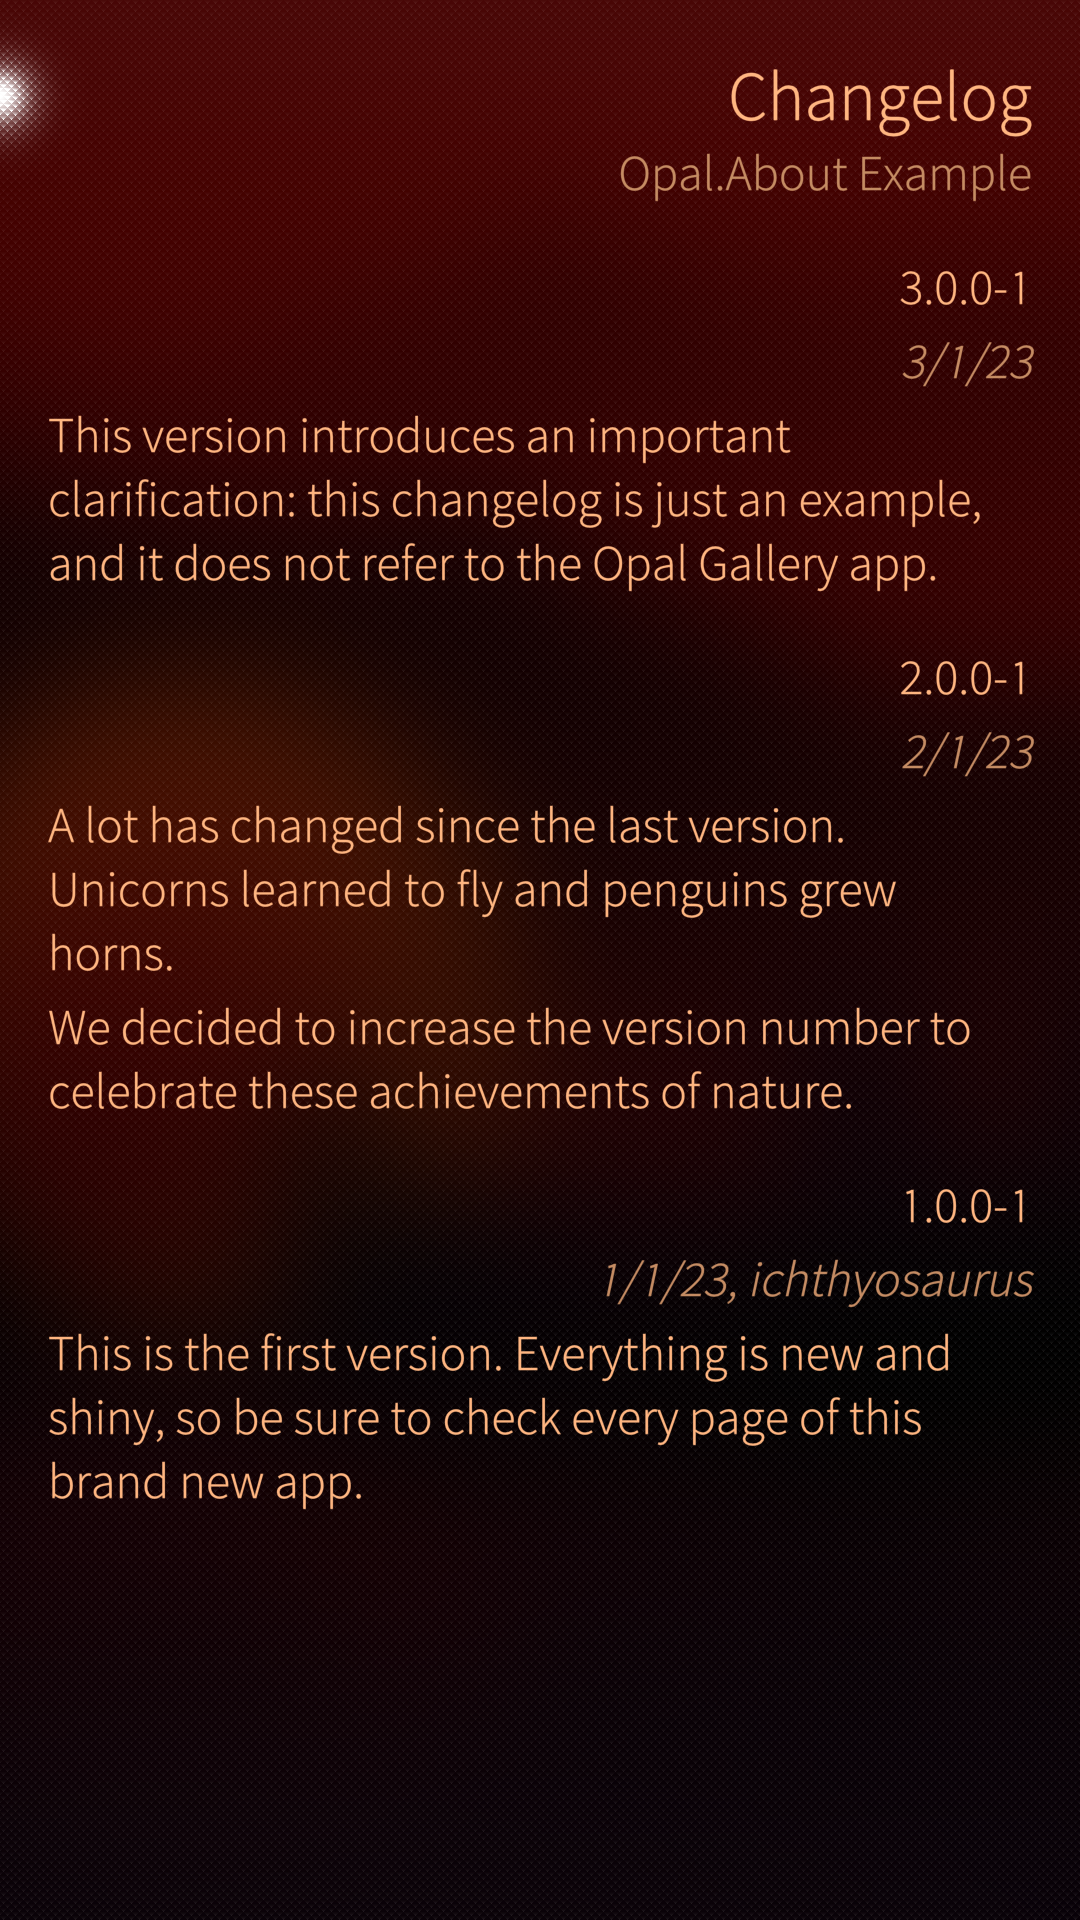 Changelog
Opal.About Example
3.0.0-1
3/1/23
This version introduces an important
clarification: this changelog is just an example,
and it does not refer to the Opal Gallery app.
2.0.0-1
2/1/23
A lot has changed since the last version.
Unicorns learned to fly and penguins grew
horns.
We decided to increase the version number to
celebrate these achievements of nature.
1.0.0-1
1/1/23, ichthyosaurus
This is the first version. Everything is new and
shiny, so be sure to check every page of this
brand new app.